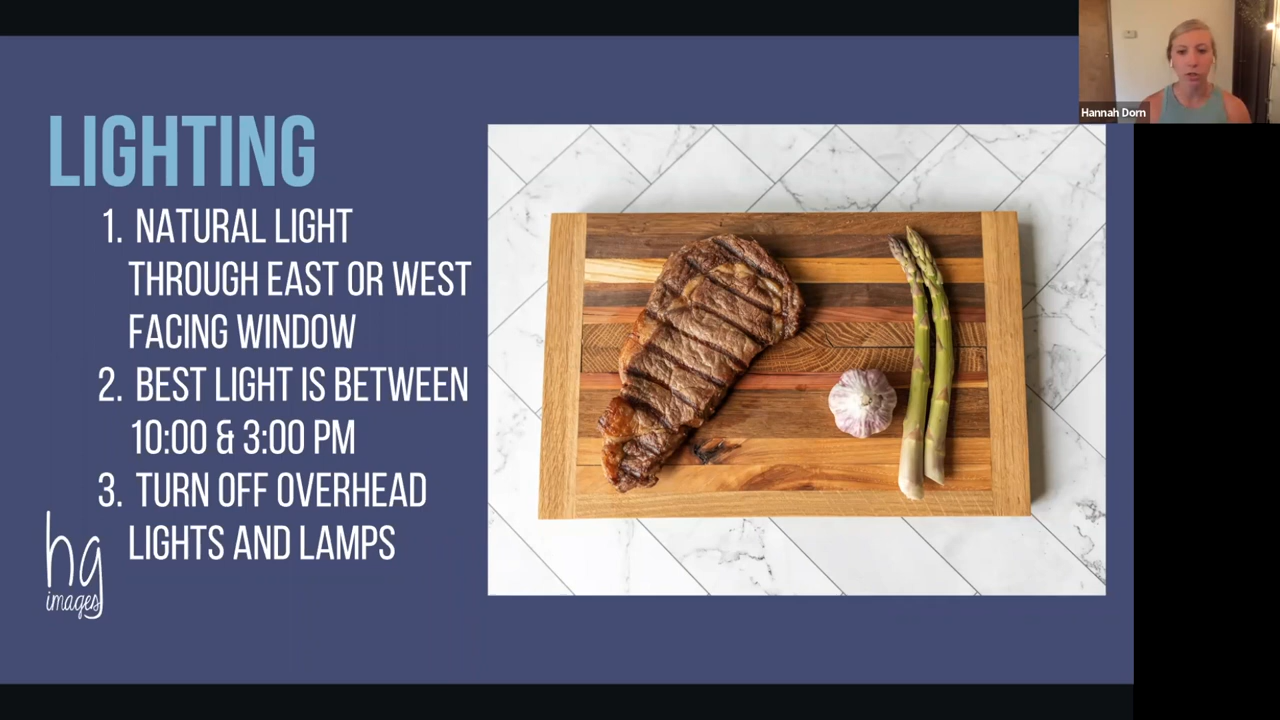 Hannah Dorn
LIGHTING
1. NATURAL LIGHT
THROUGH EAST OR WEST
FACING WINDOW
2. BEST LIGHT IS BETWEEN
10:00 & 3:00 PM
3. TURN OFF OVERHEAD
LIGHTS AND LAMPS
hg
images